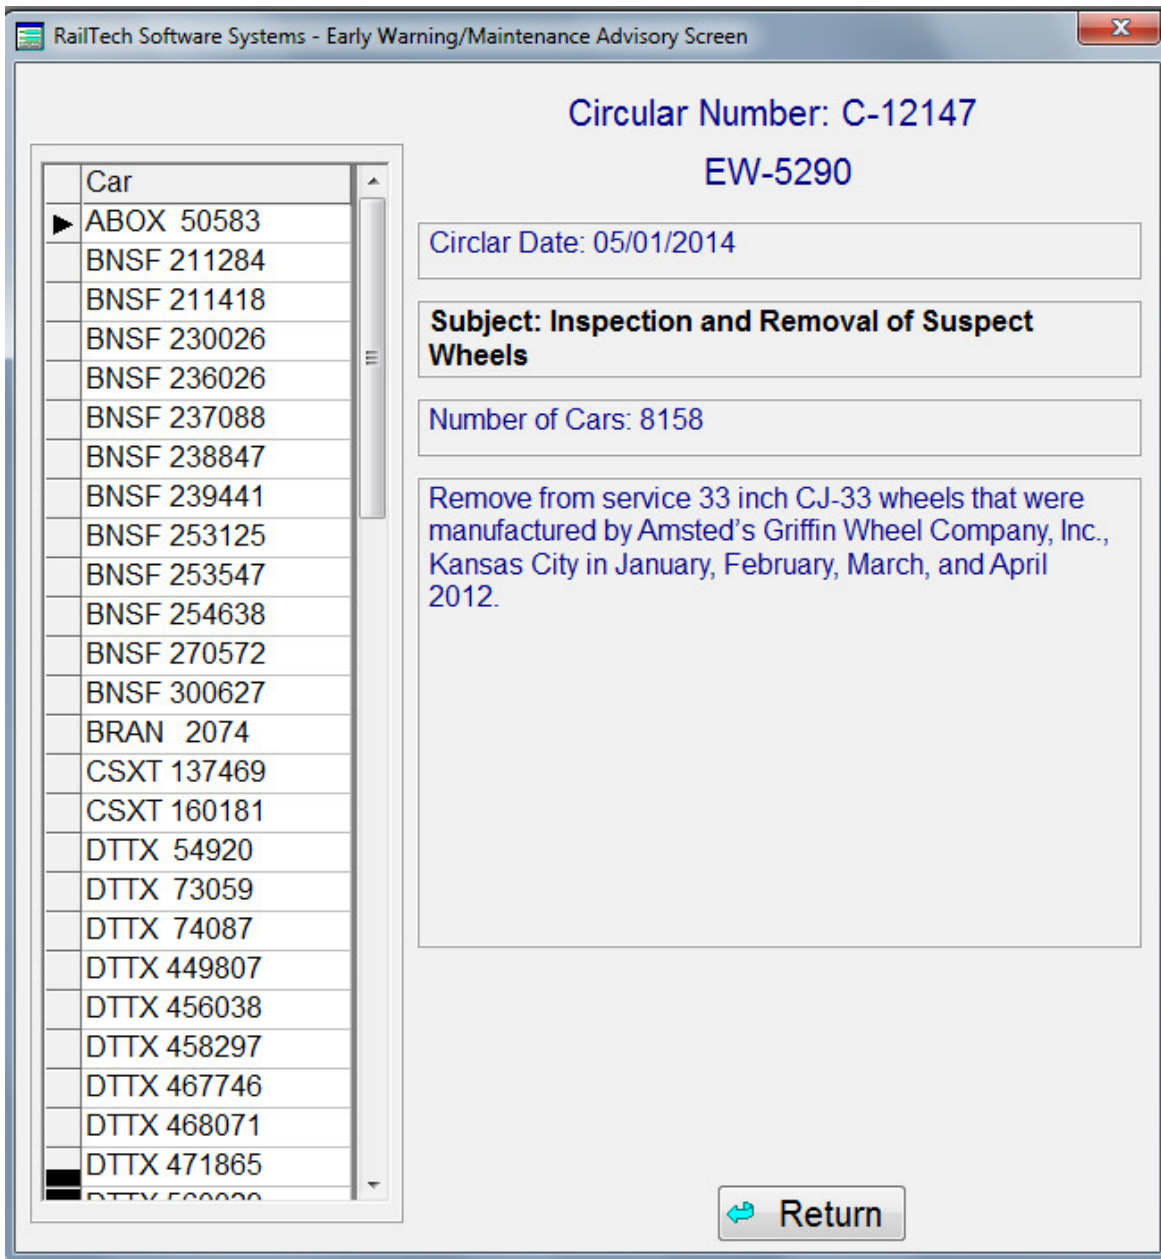 RailTech Software Systems - Early Warning/Maintenance Advisory Screen
X
Circular Number: C-12147
EW-5290
Car
ABOX 50583
BNSF 211284
BNSF 211418
BNSF 230026
BNSF 236026
BNSF 237088
BNSF 238847
BNSF 239441
BNSF 253125
BNSF 253547
BNSF 254638
BNSF 270572
BNSF 300627
BRAN 2074
CSXT 137469
CSXT 160181
DTTX 54920
DTTX 73059
DTTX 74087
DTTX 449807
DTTX 456038
DTTX 458297
DTTX 467746
DTTX 468071
DTTX 471865
DTTX
Circlar Date: 05/01/2014
Subject: Inspection and Removal of Suspect
Wheels
Number of Cars: 8158
Remove from service 33 inch CJ-33 wheels that were
manufactured by Amsted's Griffin Wheel Company, Inc.,
Kansas City in January, February, March, and April
2012.
Return